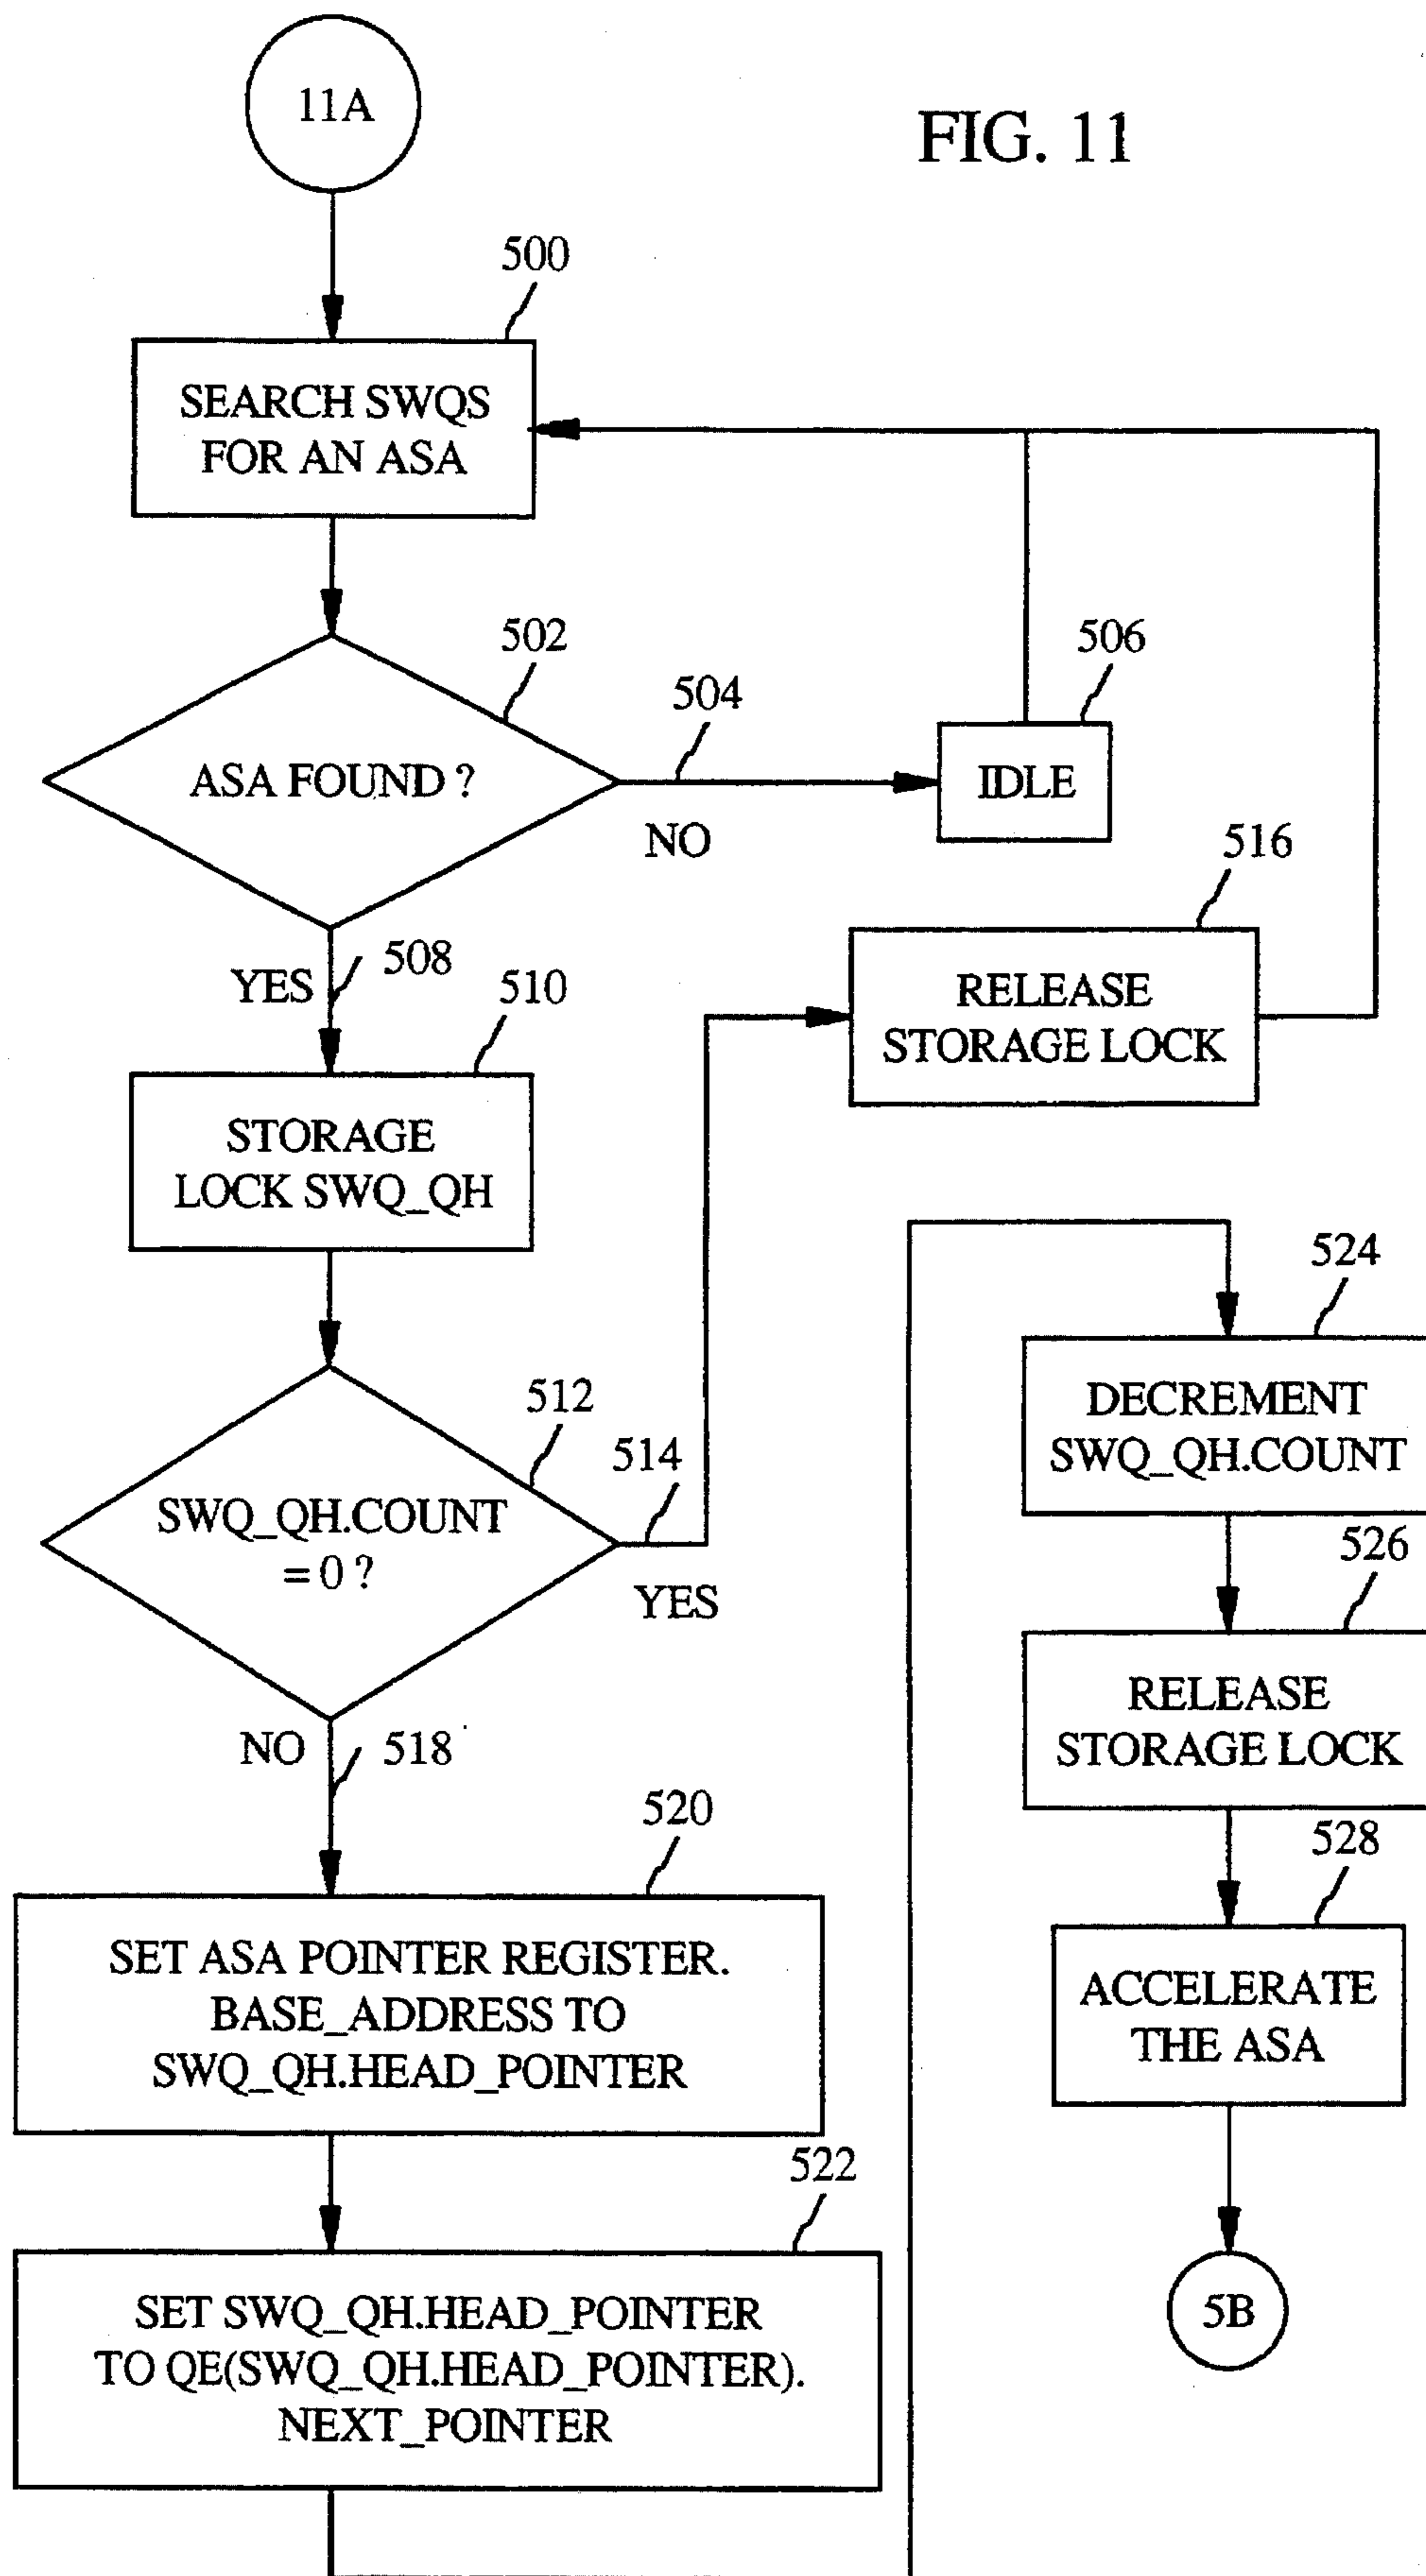 11A
FIG. 11
500
SEARCH SWQS
FOR AN ASA
502
504
506
ASA FOUND ?
IDLE
NO
516
YES
508
510
RELEASE
STORAGE LOCK
STORAGE
LOCK SWQ_QH
524
512
514
DECREMENT
SWQ_QH.COUNT
SWQ_QH.COUNT
= 0 ?
526
YES
RELEASE
STORAGE LOCK
NO
518
520
528
SET ASA POINTER REGISTER.
BASE_ADDRESS TO
SWQ_QH.HEAD_POINTER
ACCELERATE
THE ASA
522
SET SWQ_QH.HEAD_POINTER
TO QE(SWQ_QH.HEAD_POINTER).
NEXT_POINTER
5B